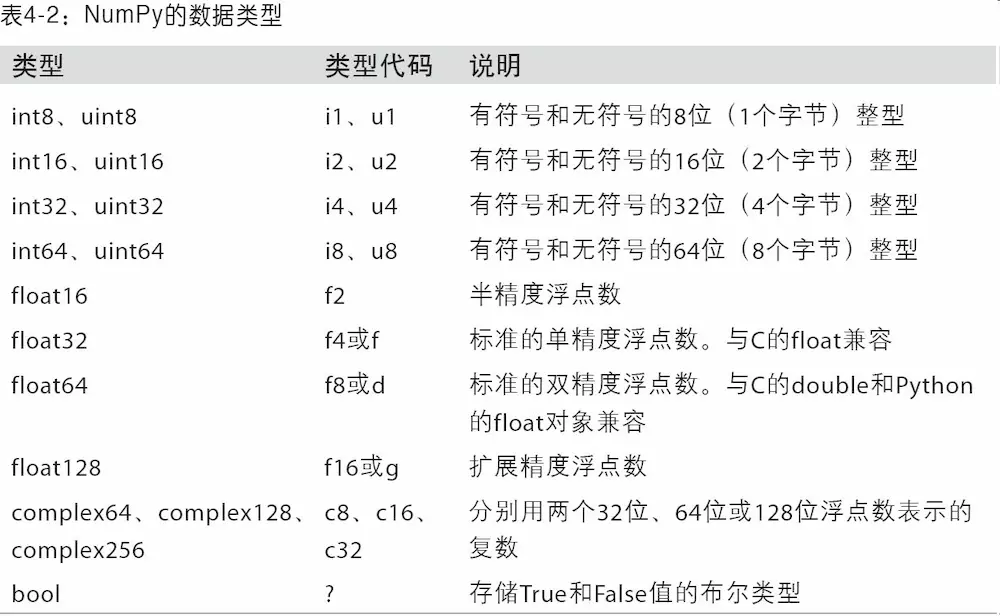 表4-2：NumPy的数据类型
类型 类型代码 说明
int8、uint8 i1、u1 有符号和无符号的8位（1个字节）整型
int16、uint16 i2、u2 有符号和无符号的16位（2个字节）整型
int32、uint32 i4、u4 有符号和无符号的32位（4个字节）整型
int64、uint64 i8、u8 有符号和无符号的64位（8个字节）整型
float16 f2 半精度浮点数
float32 f4或f 标准的单精度浮点数。与C的float兼容
float64 f8或d 标准的双精度浮点数。与C的double和Python
的float对象兼容
float128 f16或g 扩展精度浮点数
complex64、complex128、 c8、c16、 分别用两个32位、64位或128位浮点数表示的
complex256 c32 复数
bool ? 存储True和False值的布尔类型